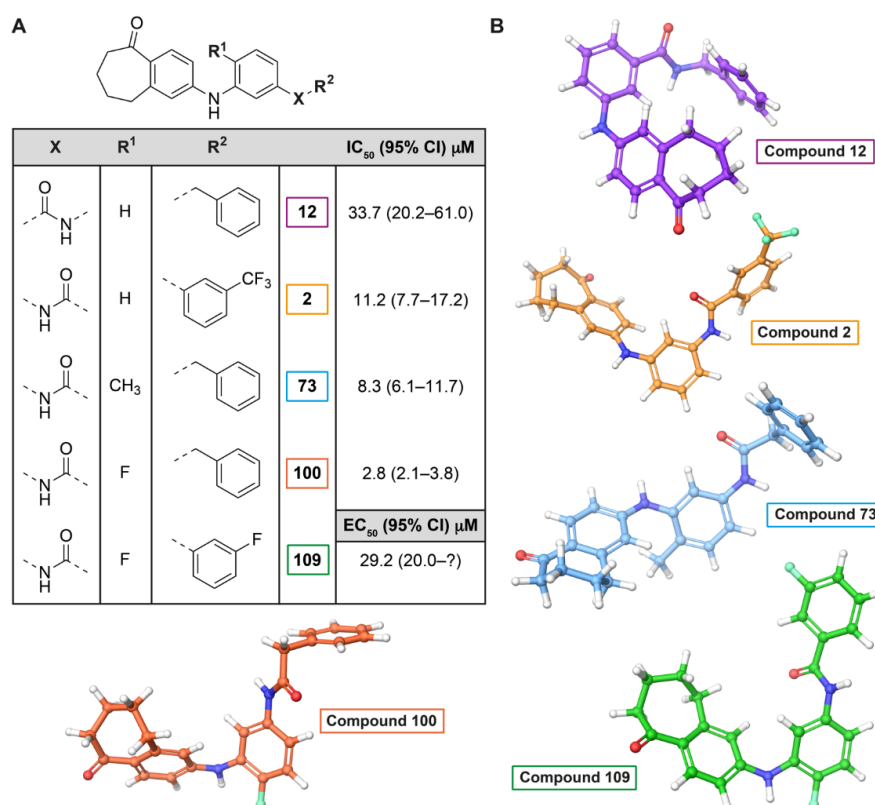 A
B
O
R¹
R²
N
H
X
X R¹ R² IC₅₀ (95% CI) μM
O
N
H
H
12
33.7 (20.2–61.0)
O
N
H
H
CF₃
2
11.2 (7.7–17.2)
O
N
H
CH₃
73
8.3 (6.1–11.7)
O
N
H
F
100
2.8 (2.1–3.8)
EC₅₀ (95% CI) μM
O
N
H
F
F
109
29.2 (20.0–?)
Compound 100
Compound 12
Compound 2
Compound 73
Compound 109